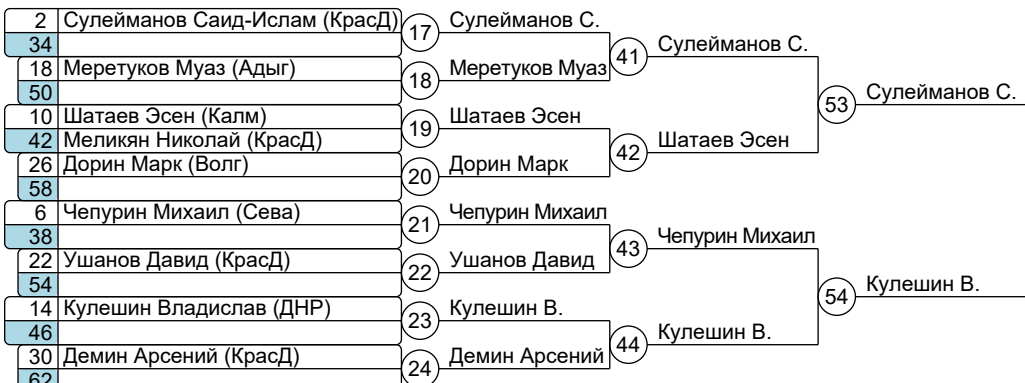 2 Сулейманов Саид-Ислам (КрасД)
34
18 Меретуков Муаз (Адыг)
50
10 Шатаев Эсен (Калм)
42 Меликян Николай (КрасД)
26 Дорин Марк (Волг)
58
6 Чепурин Михаил (Сева)
38
22 Ушанов Давид (КрасД)
54
14 Кулешин Владислав (ДНР)
46
30 Демин Арсений (КрасД)
62
17 Сулейманов С.
18 Меретуков Муаз
19 Шатаев Эсен
20 Дорин Марк
21 Чепурин Михаил
22 Ушанов Давид
23 Кулешин В.
24 Демин Арсений
41 Сулейманов С.
42 Шатаев Эсен
43 Чепурин Михаил
44 Кулешин В.
53 Сулейманов С.
54 Кулешин В.